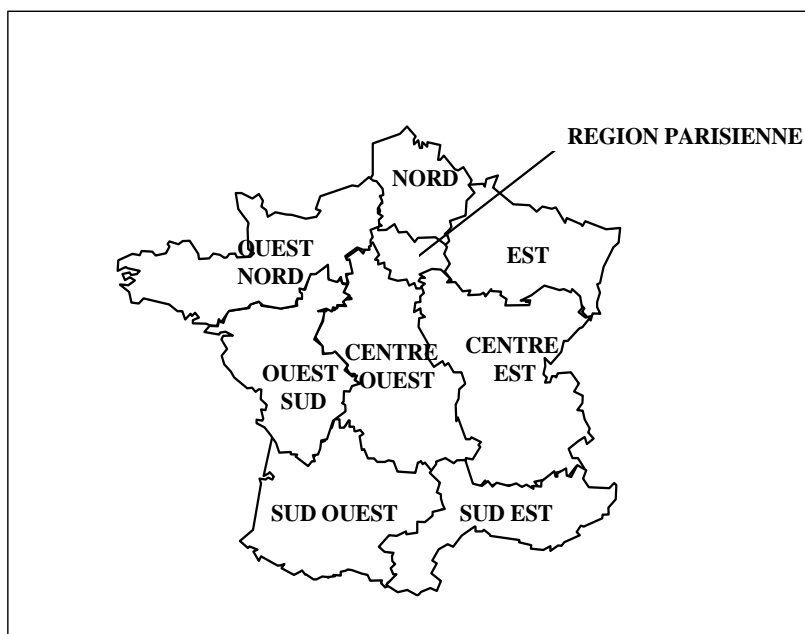 REGION PARISIENNE
NORD
OUEST
NORD
EST
CENTRE
OUEST
CENTRE
EST
OUEST
SUD
SUD OUEST
SUD EST